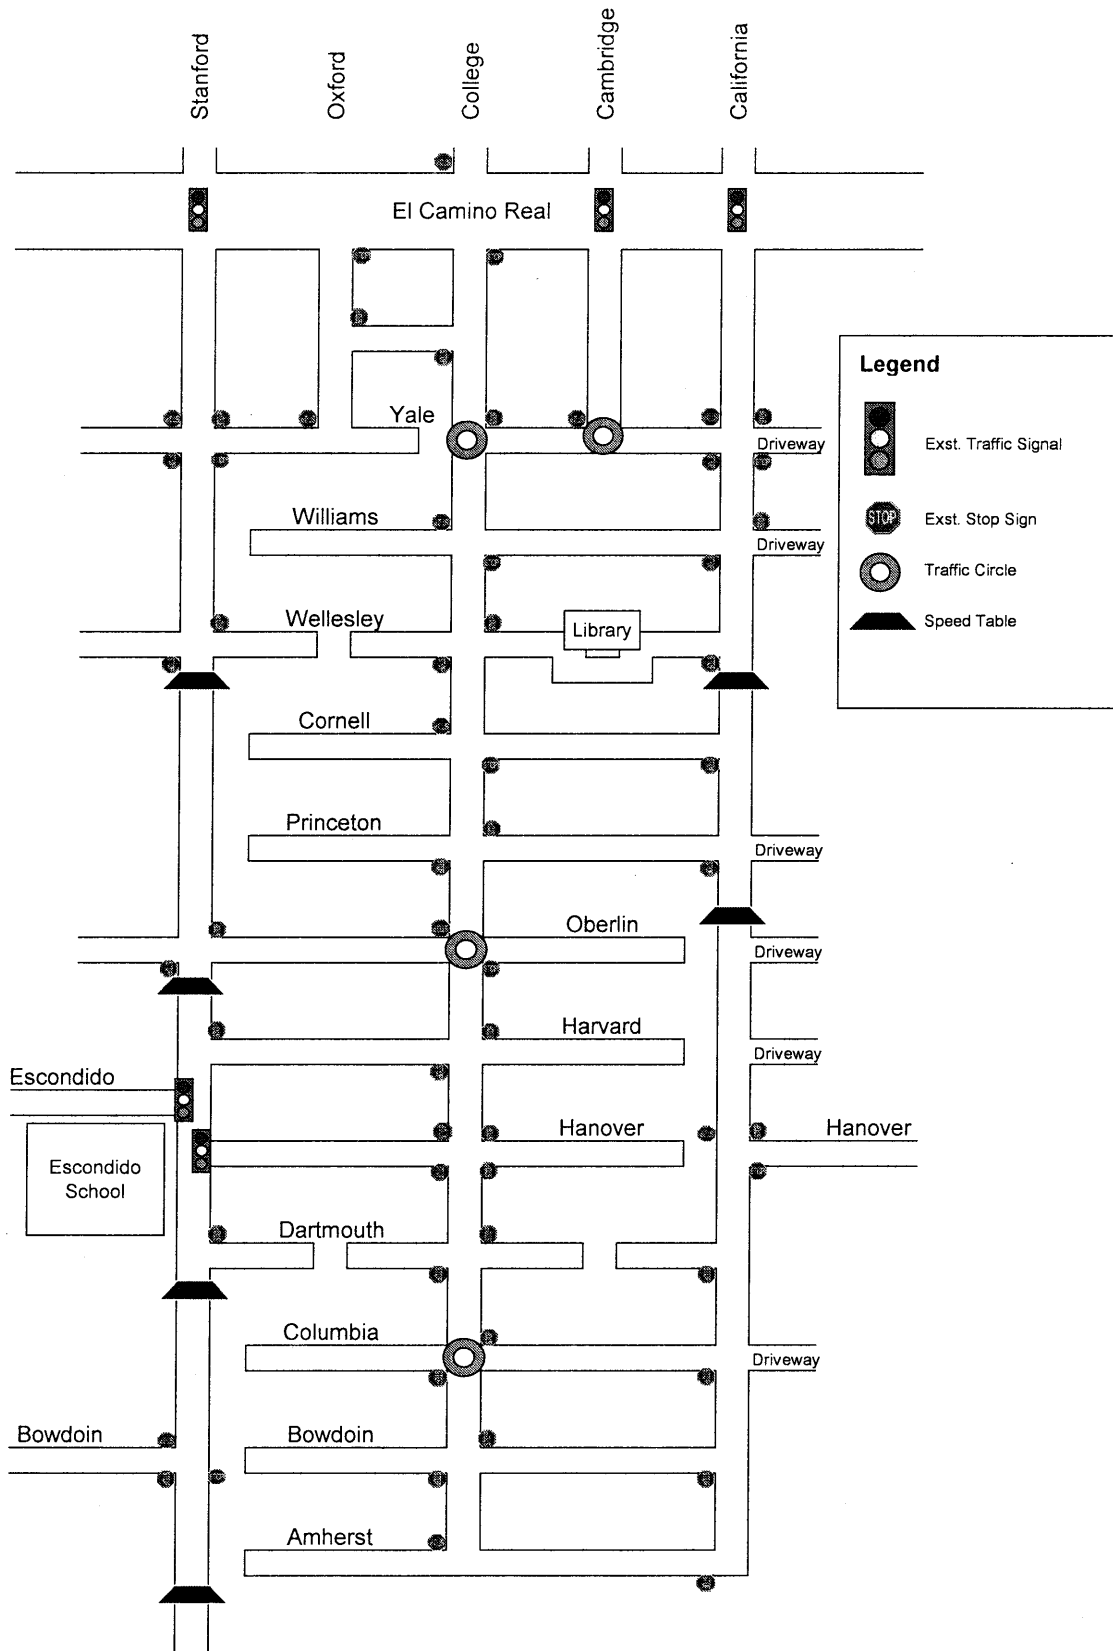 Stanford
Oxford
College
Cambridge
California
El Camino Real
Legend
Exst. Traffic Signal
STOP
Exst. Stop Sign
Traffic Circle
Speed Table
Yale
Driveway
Williams
Driveway
Wellesley
Library
Cornell
Princeton
Driveway
Oberlin
Driveway
Harvard
Driveway
Escondido
Hanover
Hanover
Escondido
School
Dartmouth
Columbia
Driveway
Bowdoin
Bowdoin
Amherst